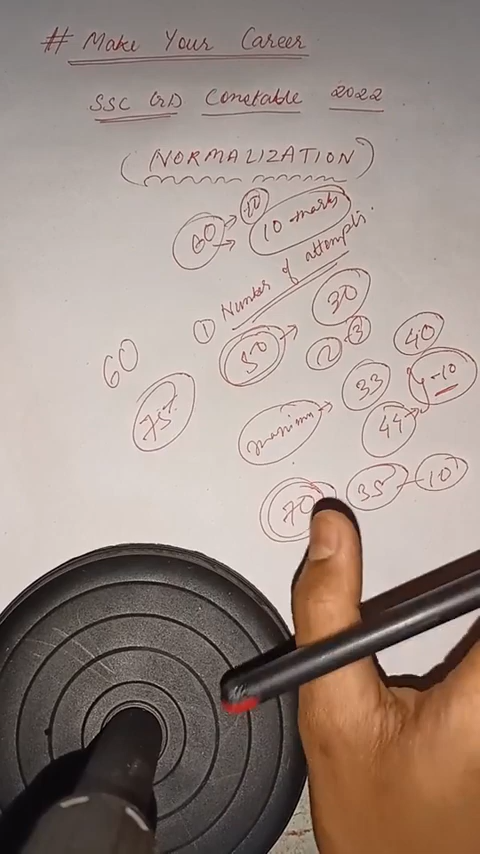 # Make Your Career
SSC GD Constable 2022
(NORMALIZATION)
60 → 10
→ 10 marks
① Number of attempts.
50 → 30
2 - 3
40
60
75%
maximum → 33
44 → 4-10
70
35 - 10